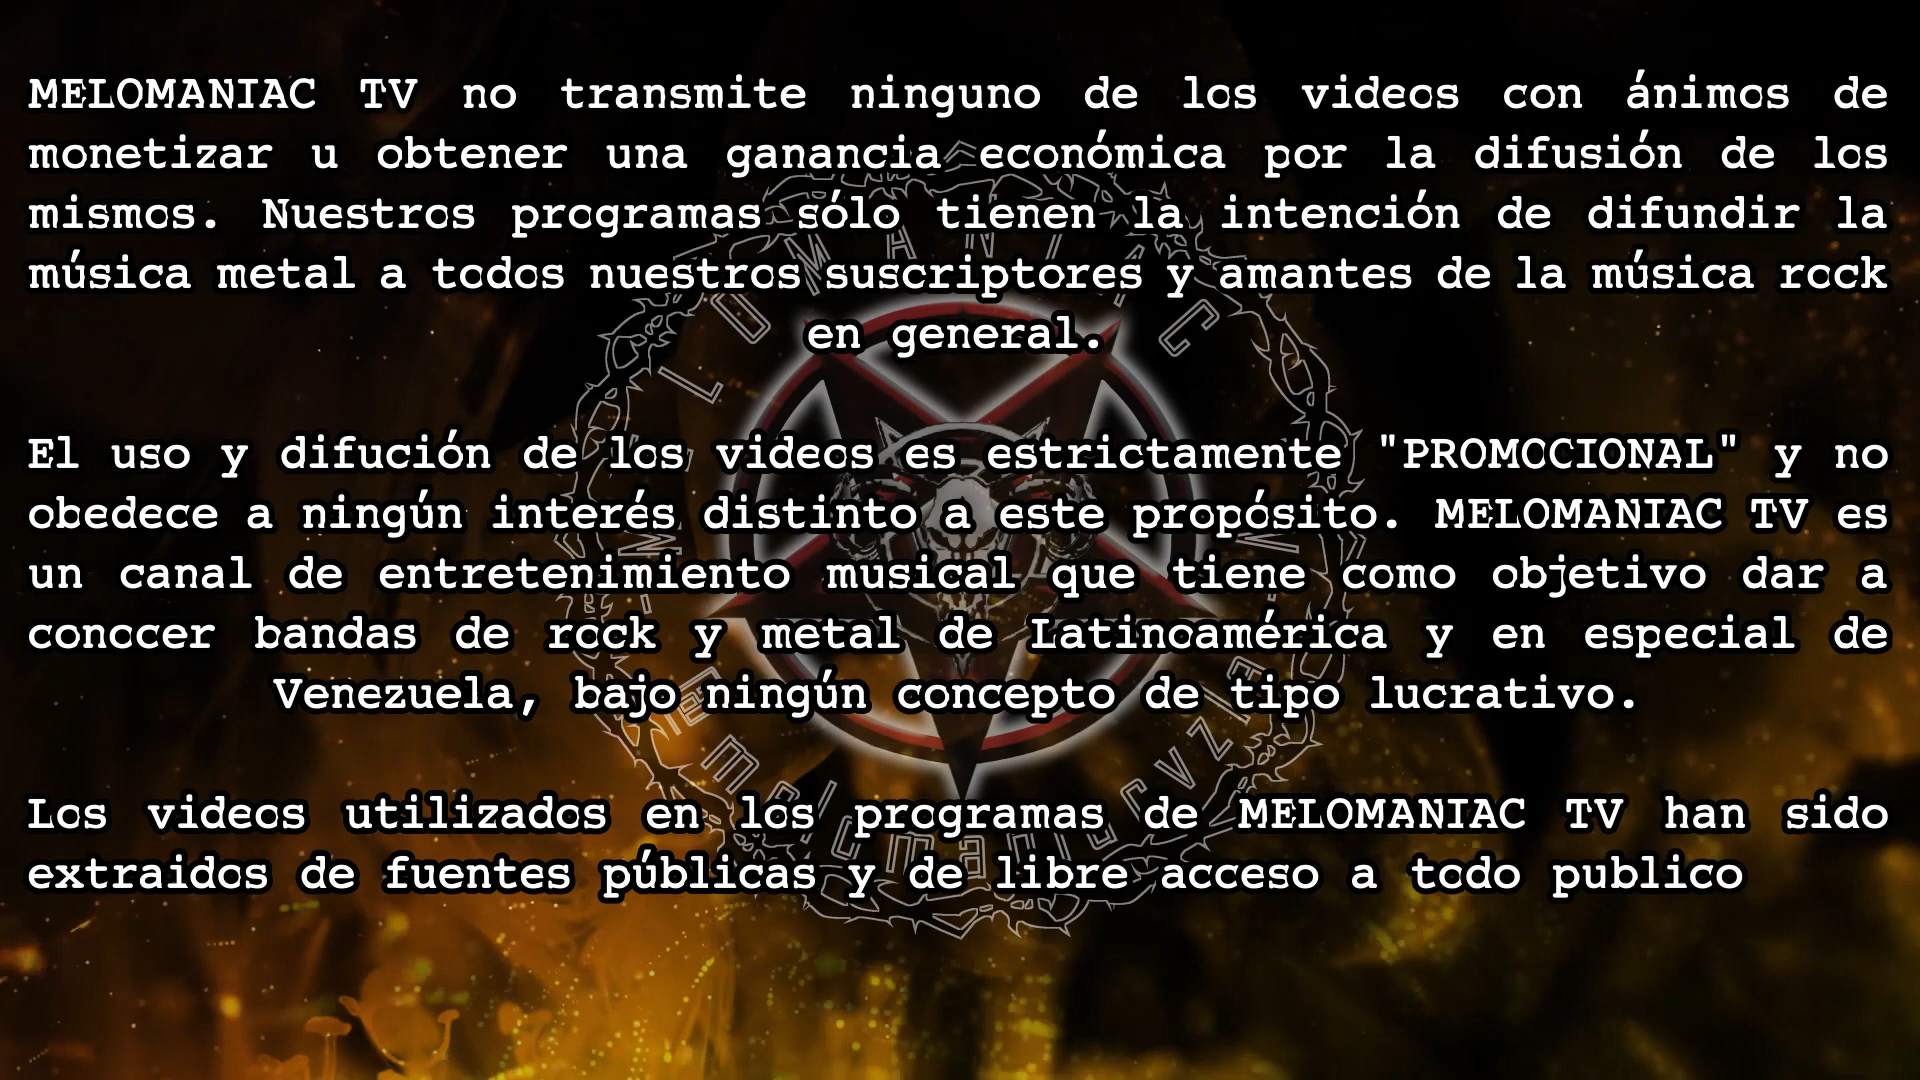 MELOMANIAC TV no transmite ninguno de los videos con ánimos de
monetizar u obtener una ganancia económica por la difusión de los
mismos. Nuestros programas sólo tienen la intención de difundir la
música metal a todos nuestros suscriptores y amantes de la música rock
en general.
El uso y difución de los videos es estrictamente "PROMOCIONAL" y no
obedece a ningún interés distinto a este propósito. MELOMANIAC TV es
un canal de entretenimiento musical que tiene como objetivo dar a
conocer bandas de rock y metal de Latinoamérica y en especial de
Venezuela, bajo ningún concepto de tipo lucrativo.
Los videos utilizados en los programas de MELOMANIAC TV han sido
extraidos de fuentes públicas y de libre acceso a todo publico